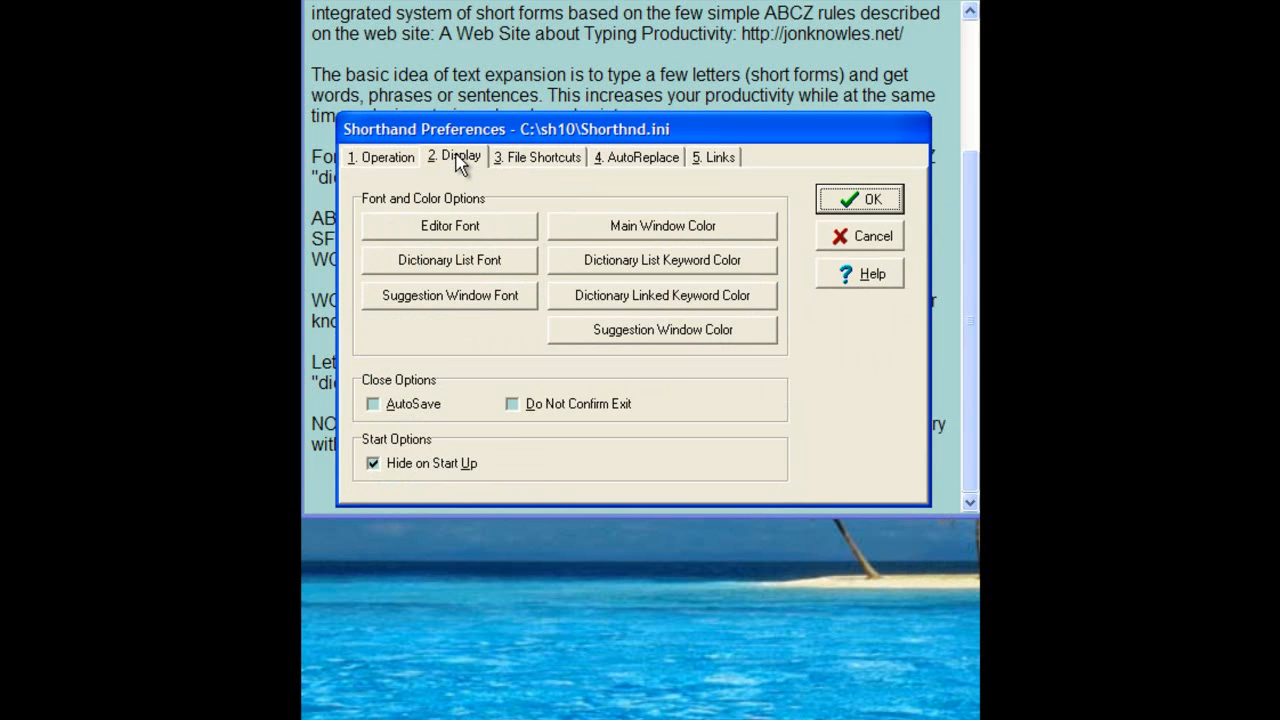 integrated system of short forms based on the few simple ABCZ rules described
on the web site: A Web Site about Typing Productivity: http://jonknowles.net/
The basic idea of text expansion is to type a few letters (short forms) and get
words, phrases or sentences. This increases your productivity while at the same
Shorthand Preferences - C:\sh10\Shorthnd.ini
1. Operation 2. Display 3. File Shortcuts 4. AutoReplace 5. Links
Font and Color Options
Editor Font Main Window Color
Dictionary List Font Dictionary List Keyword Color
Suggestion Window Font Dictionary Linked Keyword Color
Suggestion Window Color
OK
Cancel
Help
Close Options
AutoSave Do Not Confirm Exit
Start Options
Hide on Start Up